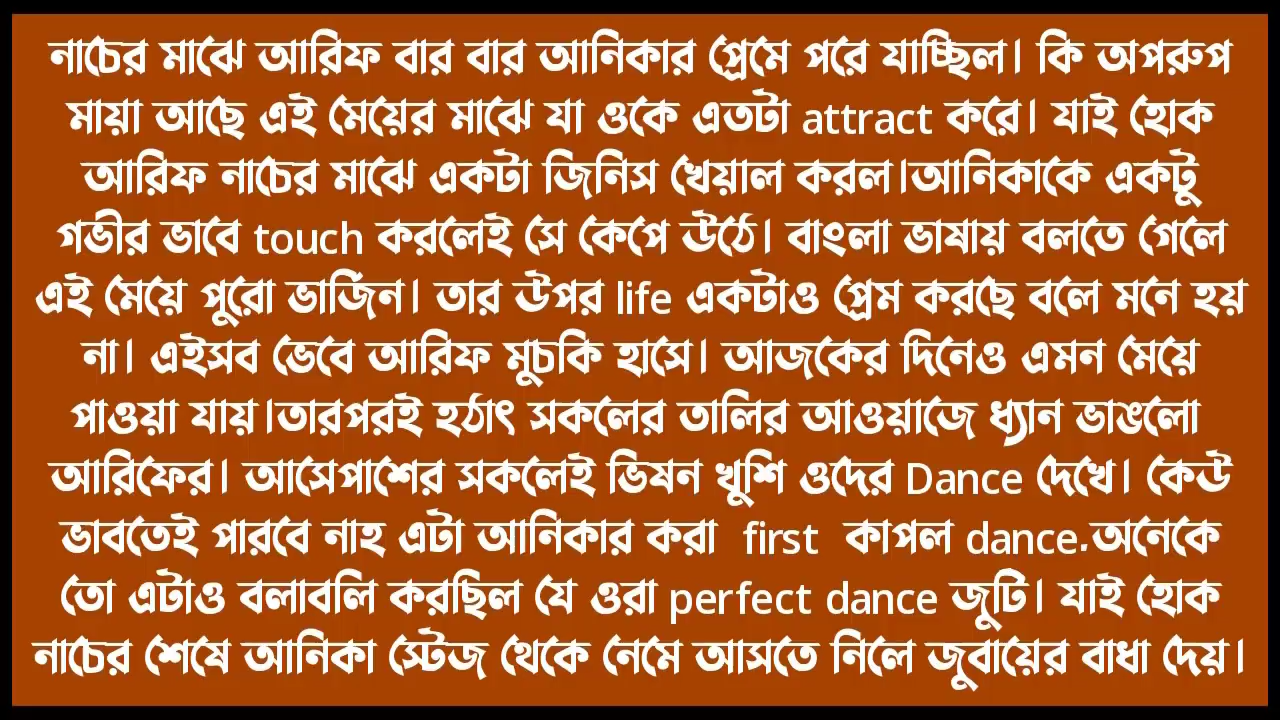 নাচের মাঝে আরিফ বার বার আনিকার প্রেমে পরে যাচ্ছিল। কি অপরুপ
মায়া আছে এই মেয়ের মাঝে যা ওকে এতটা attract করে। যাই হোক
আরিফ নাচের মাঝে একটা জিনিস খেয়াল করল।আনিকাকে একটু
গভীর ভাবে touch করলেই সে কেপে উঠে। বাংলা ভাষায় বলতে গেলে
এই মেয়ে পুরো ভার্জিন। তার উপর life একটাও প্রেম করছে বলে মনে হয়
না। এইসব ভেবে আরিফ মুচকি হাসে। আজকের দিনেও এমন মেয়ে
পাওয়া যায়।তারপরই হঠাৎ সকলের তালির আওয়াজে ধ্যান ভাঙলো
আরিফের। আসেপাশের সকলেই ভিষন খুশি ওদের Dance দেখে। কেউ
ভাবতেই পারবে নাহ এটা আনিকার করা first কাপল dance.অনেকে
তো এটাও বলাবলি করছিল যে ওরা perfect dance জুটি। যাই হোক
নাচের শেষে আনিকা স্টেজ থেকে নেমে আসতে নিলে জুবায়ের বাধা দেয়।